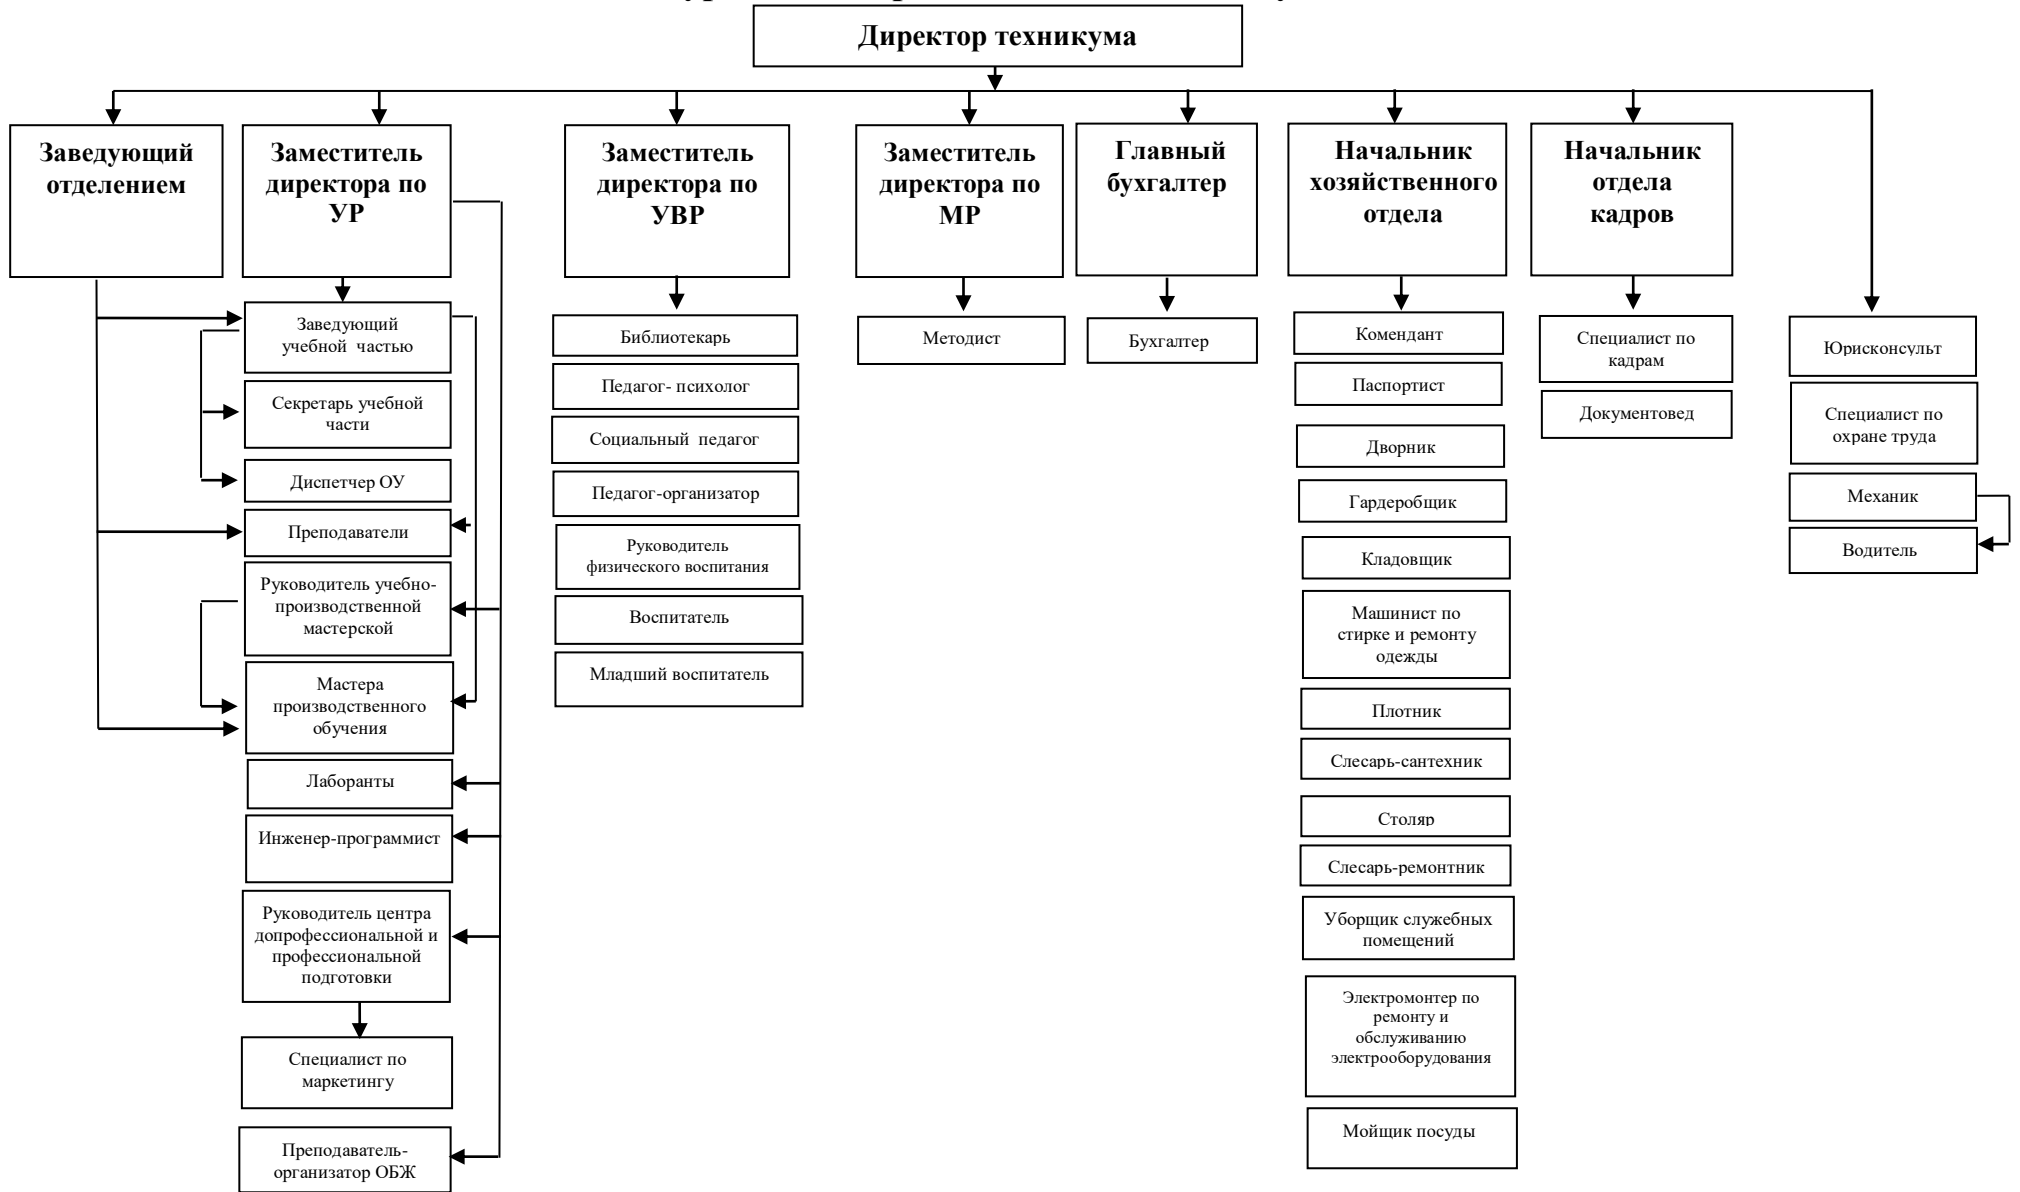 Директор техникума
Заведующий
отделением
Заместитель
директора по
УР
Заместитель
директора по
УВР
Заместитель
директора по
МР
Главный
бухгалтер
Начальник
хозяйственного
отдела
Начальник
отдела
кадров
Заведующий
учебной частью
Секретарь учебной
части
Диспетчер ОУ
Преподаватели
Руководитель учебно-
производственной
мастерской
Мастера
производственного
обучения
Лаборанты
Инженер-программист
Руководитель центра
допрофессиональной и
профессиональной
подготовки
Специалист по
маркетингу
Преподаватель-
организатор ОБЖ
Библиотекарь
Педагог- психолог
Социальный педагог
Педагог-организатор
Руководитель
физического воспитания
Воспитатель
Младший воспитатель
Методист
Бухгалтер
Комендант
Паспортист
Дворник
Гардеробщик
Кладовщик
Машинист по
стирке и ремонту
одежды
Плотник
Слесарь-сантехник
Столяр
Слесарь-ремонтник
Уборщик служебных
помещений
Электромонтер по
ремонту и
обслуживанию
электрооборудования
Мойщик посуды
Специалист по
кадрам
Документовед
Юрисконсульт
Специалист по
охране труда
Механик
Водитель